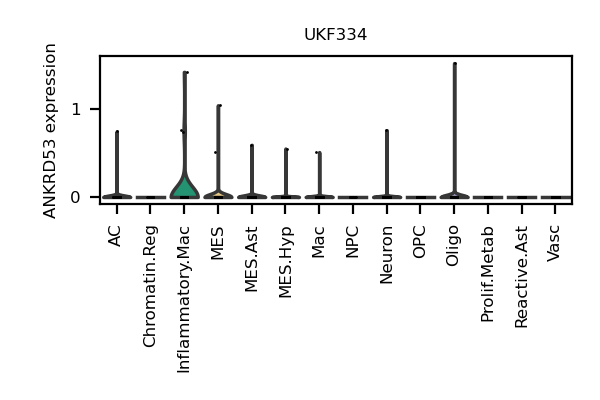 UKF334
ANKRD53 expression
1
0
AC
Chromatin.Reg
Inflammatory.Mac
MES
MES.Ast
MES.Hyp
Mac
NPC
Neuron
OPC
Oligo
Prolif.Metab
Reactive.Ast
Vasc